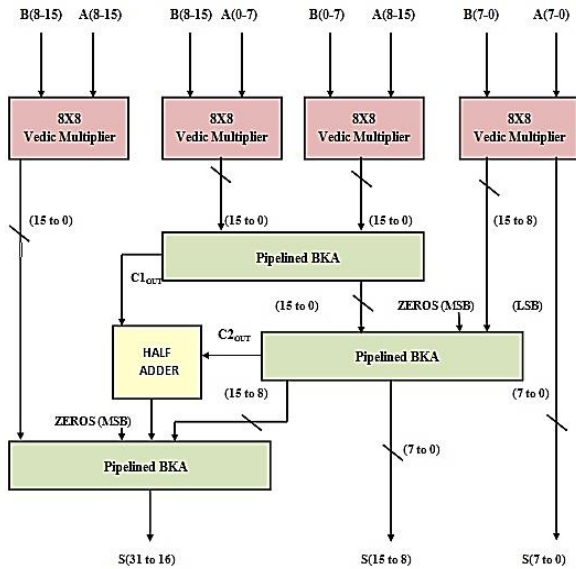 B(8-15) A(8-15) B(8-15) A(0-7) B(0-7) A(8-15) B(7-0) A(7-0)
8X8 8X8 8X8 8X8
Vedic Multiplier Vedic Multiplier Vedic Multiplier Vedic Multiplier
(15 to 0) (15 to 0) (15 to 0) (15 to 8)
Pipelined BKA
C1OUT
(15 to 0) ZEROS (MSB) (LSB)
C2OUT
HALF
ADDER
Pipelined BKA
(15 to 8) (7 to 0)
ZEROS (MSB)
(7 to 0)
Pipelined BKA
S(31 to 16) S(15 to 8) S(7 to 0)